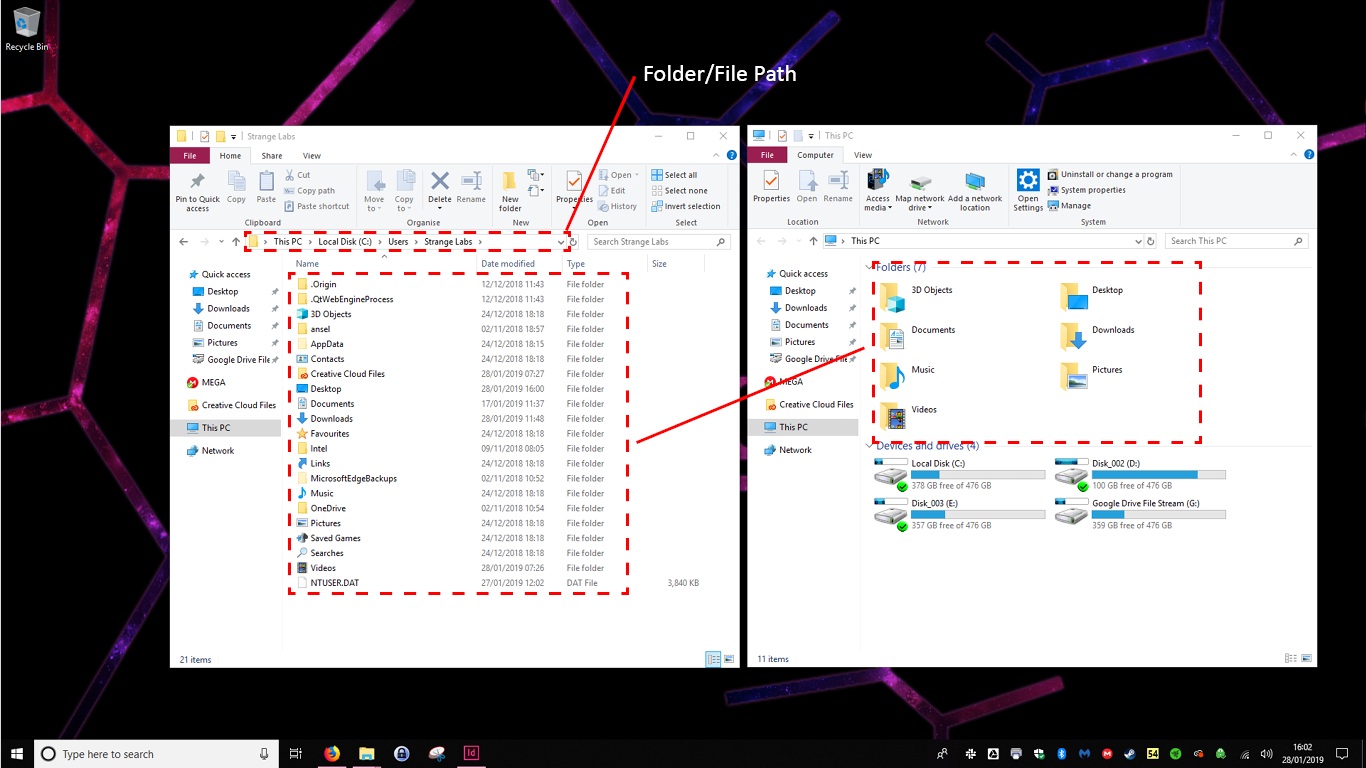 Recycle Bin
Folder/File Path
Strange Labs
File Home Share View
Pin to Quick access
Copy
Paste
Cut
Copy path
Paste shortcut
Clipboard
Move to
Copy to
Delete
Rename
Organise
New folder
New
Properties
Open
Edit
History
Open
Select all
Select none
Invert selection
Select
This PC > Local Disk (C:) > Users > Strange Labs >
Search Strange Labs
Quick access
Desktop
Downloads
Documents
Pictures
Google Drive File
MEGA
Creative Cloud Files
This PC
Network
Name Date modified Type Size
.Origin 12/12/2018 11:43 File folder
.QtWebEngineProcess 12/12/2018 11:43 File folder
3D Objects 24/12/2018 18:18 File folder
ansel 02/11/2018 18:57 File folder
AppData 24/12/2018 18:15 File folder
Contacts 24/12/2018 18:18 File folder
Creative Cloud Files 28/01/2019 07:27 File folder
Desktop 28/01/2019 16:00 File folder
Documents 17/01/2019 11:37 File folder
Downloads 28/01/2019 11:48 File folder
Favourites 24/12/2018 18:18 File folder
Intel 09/11/2018 08:05 File folder
Links 24/12/2018 18:18 File folder
MicrosoftEdgeBackups 02/11/2018 10:52 File folder
Music 24/12/2018 18:18 File folder
OneDrive 02/11/2018 10:54 File folder
Pictures 24/12/2018 18:18 File folder
Saved Games 24/12/2018 18:18 File folder
Searches 24/12/2018 18:18 File folder
Videos 28/01/2019 07:26 File folder
NTUSER.DAT 27/01/2019 12:02 DAT File 3,840 KB
21 items
This PC
File Computer View
Properties
Open
Rename
Location
Access media
Map network drive
Add a network location
Network
Open Settings
Uninstall or change a program
System properties
Manage
System
This PC
Search This PC
Quick access
Desktop
Downloads
Documents
Pictures
Google Drive File
MEGA
Creative Cloud Files
This PC
Network
Folders (7)
3D Objects
Desktop
Documents
Downloads
Music
Pictures
Videos
Devices and drives (4)
Local Disk (C:)
378 GB free of 476 GB
Disk_002 (D:)
100 GB free of 476 GB
Disk_003 (E:)
357 GB free of 476 GB
Google Drive File Stream (G:)
359 GB free of 476 GB
11 items
Type here to search
Id
54
16:02
28/01/2019